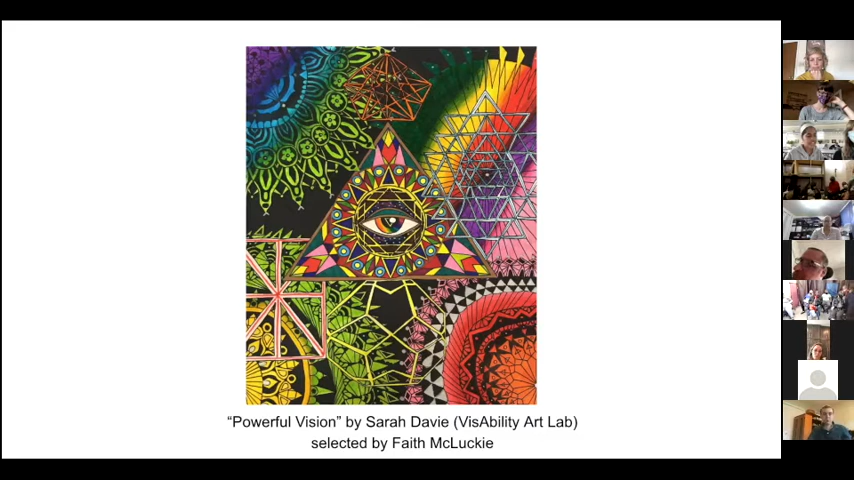 “Powerful Vision” by Sarah Davie (VisAbility Art Lab)
selected by Faith McLuckie